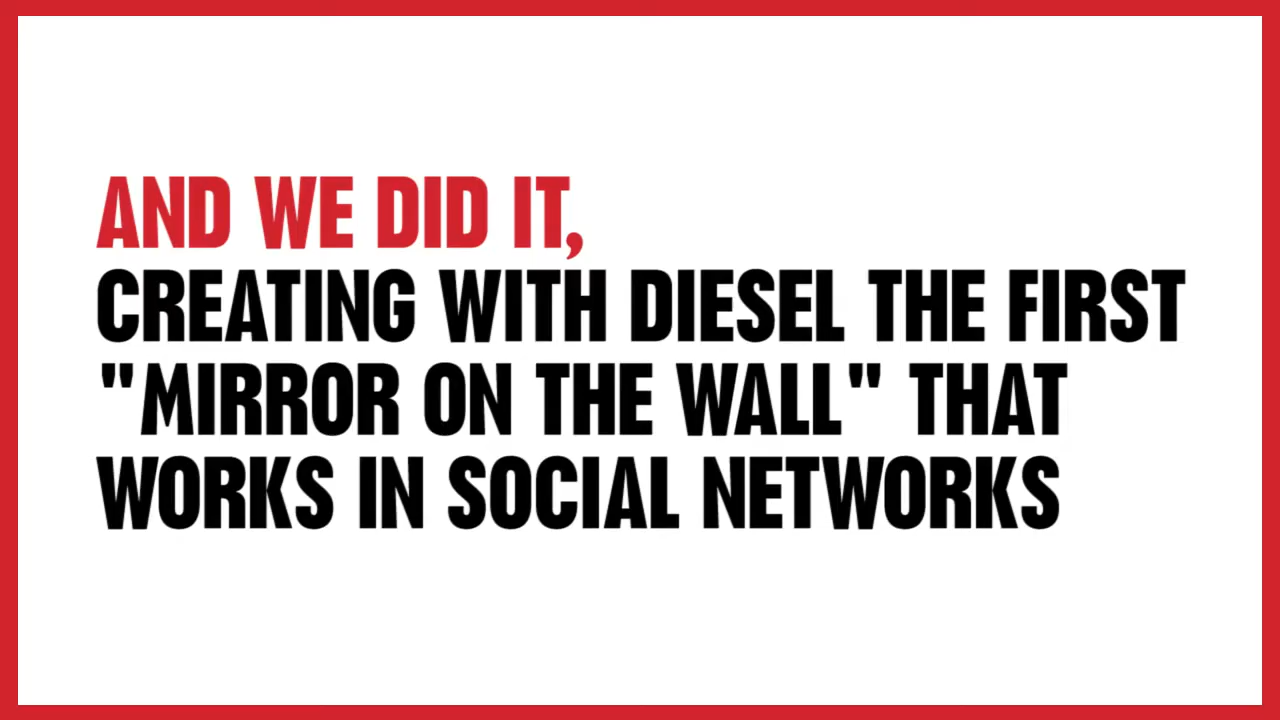 AND WE DID IT,
CREATING WITH DIESEL THE FIRST
"MIRROR ON THE WALL" THAT
WORKS IN SOCIAL NETWORKS